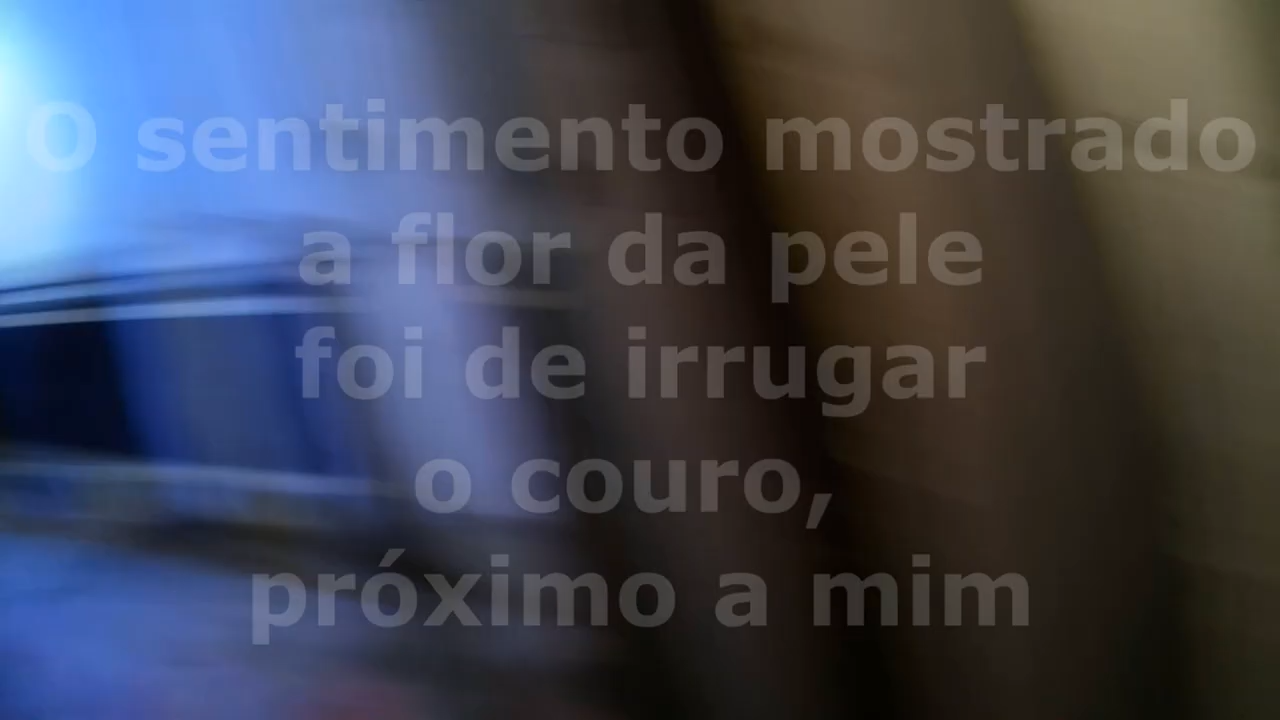 O sentimento mostrado
a flor da pele
foi de irrugar
o couro,
próximo a mim